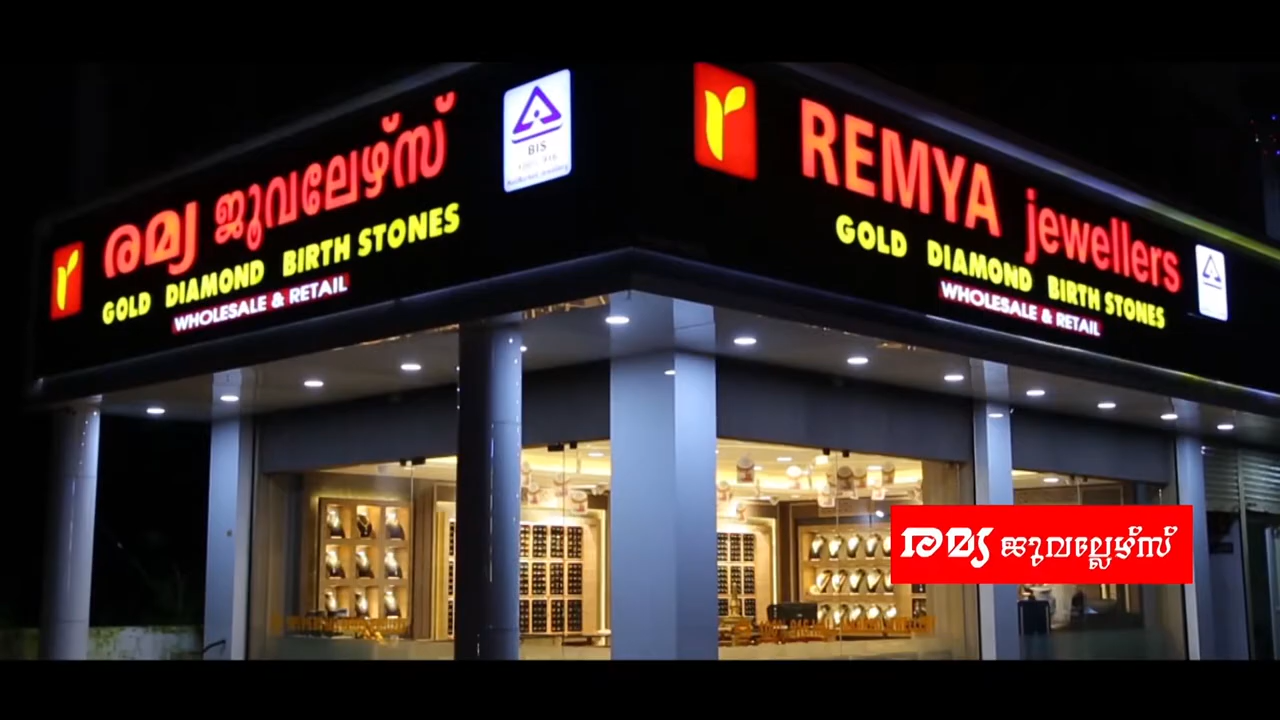 രമ്യ ജൂവലേഴ്സ്
GOLD DIAMOND BIRTH STONES
WHOLESALE & RETAIL
BIS
r REMYA jewellers
GOLD DIAMOND BIRTH STONES
WHOLESALE & RETAIL
രമ്യ ജുവല്ലേഴ്സ്